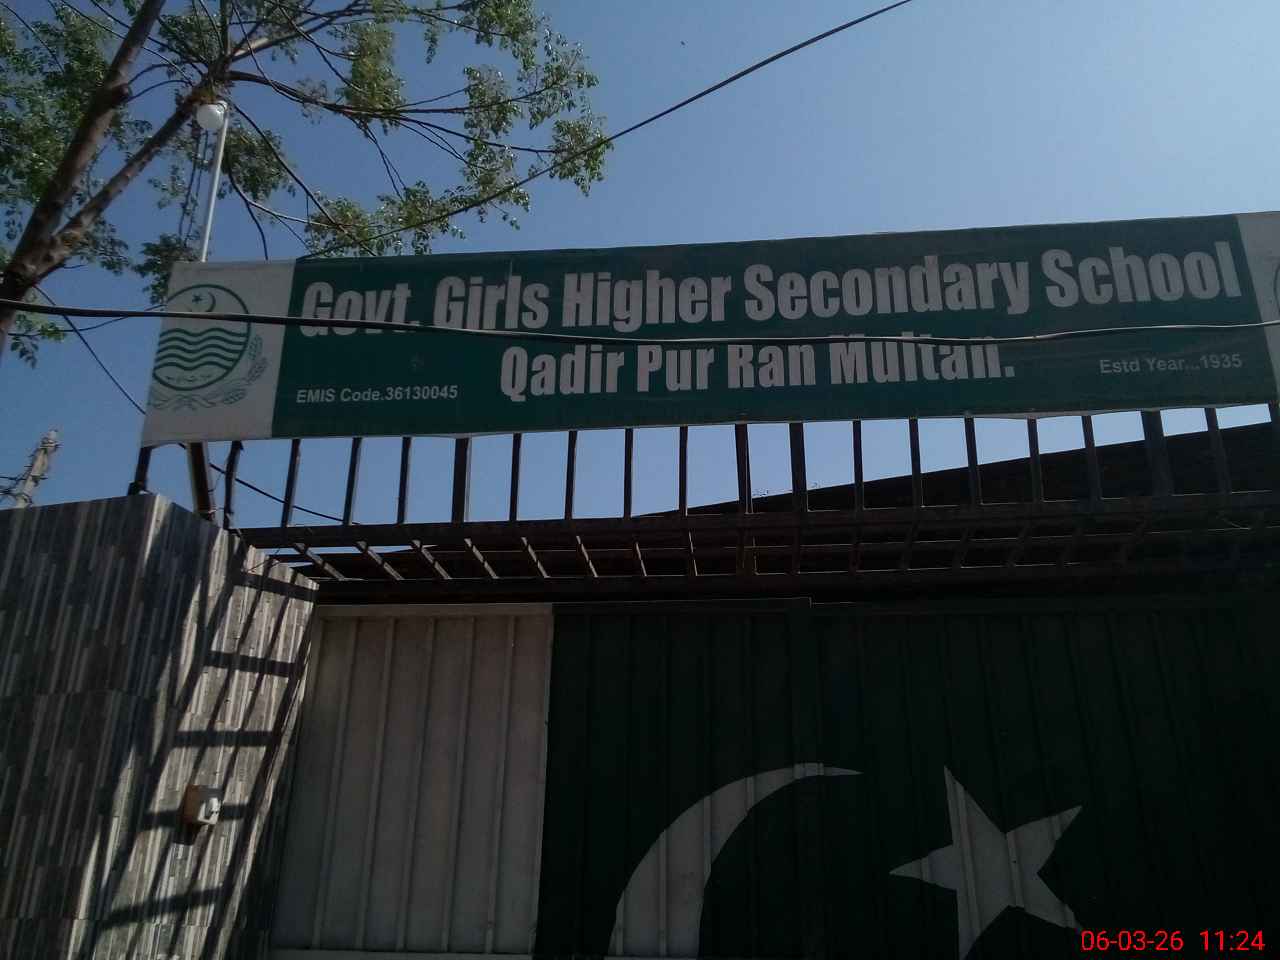 Govt. Girls Higher Secondary School
Qadir Pur Ran Multan.
EMIS Code.36130045
Estd Year...1935
06-03-26 11:24